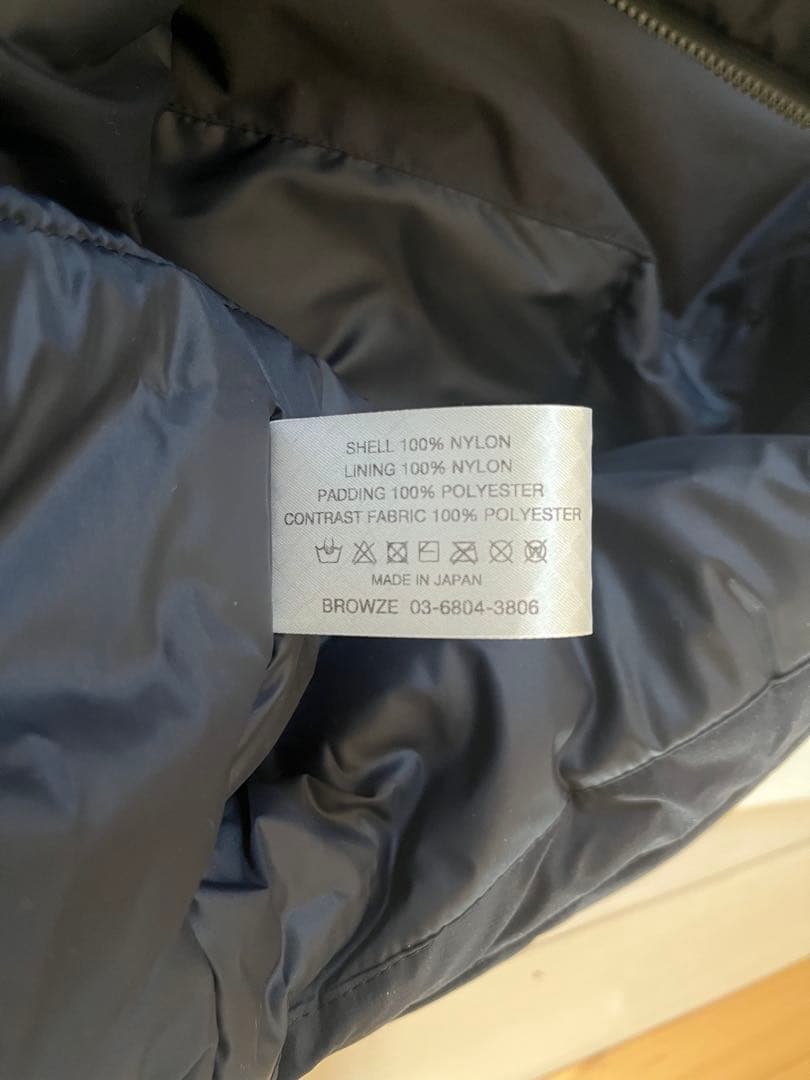 SHELL 100% NYLON
LINING 100% NYLON
PADDING 100% POLYESTER
CONTRAST FABRIC 100% POLYESTER
MADE IN JAPAN
BROWZE 03-6804-3806